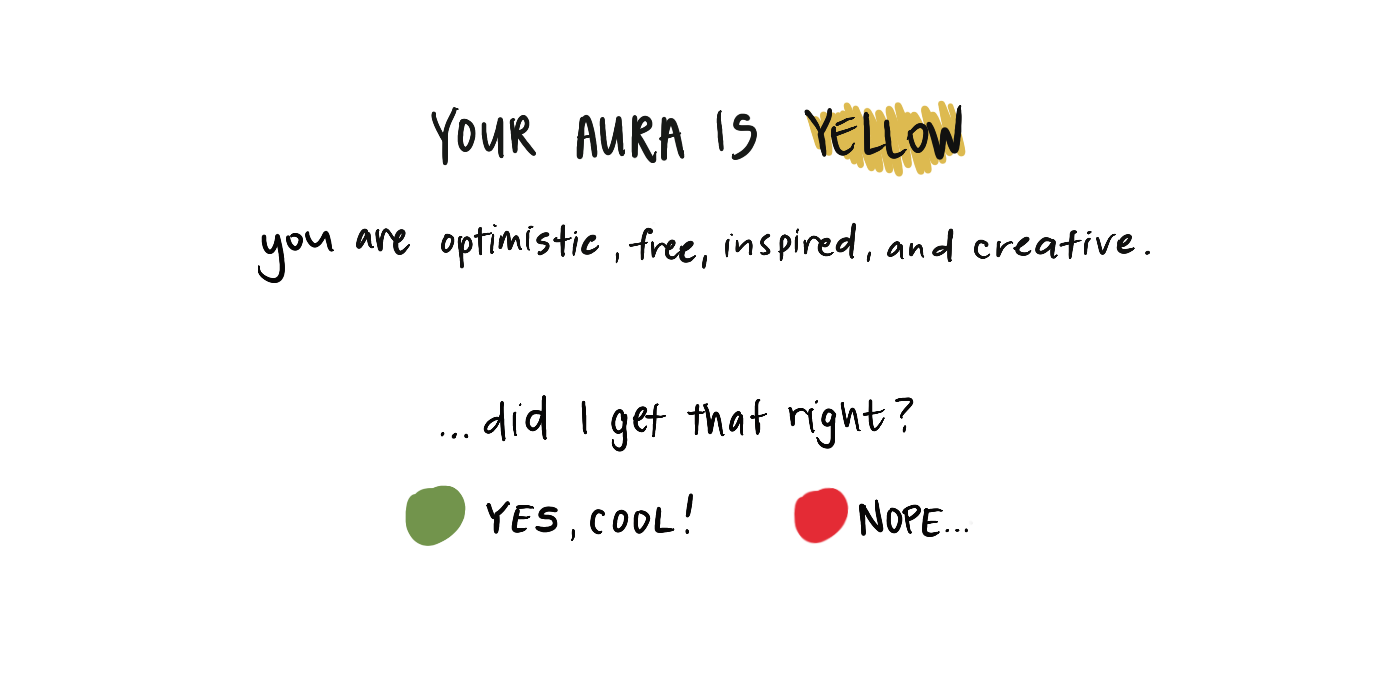 YOUR AURA IS YELLOW
you are optimistic, free, inspired, and creative.
...did I get that right?
YES, COOL! NOPE...